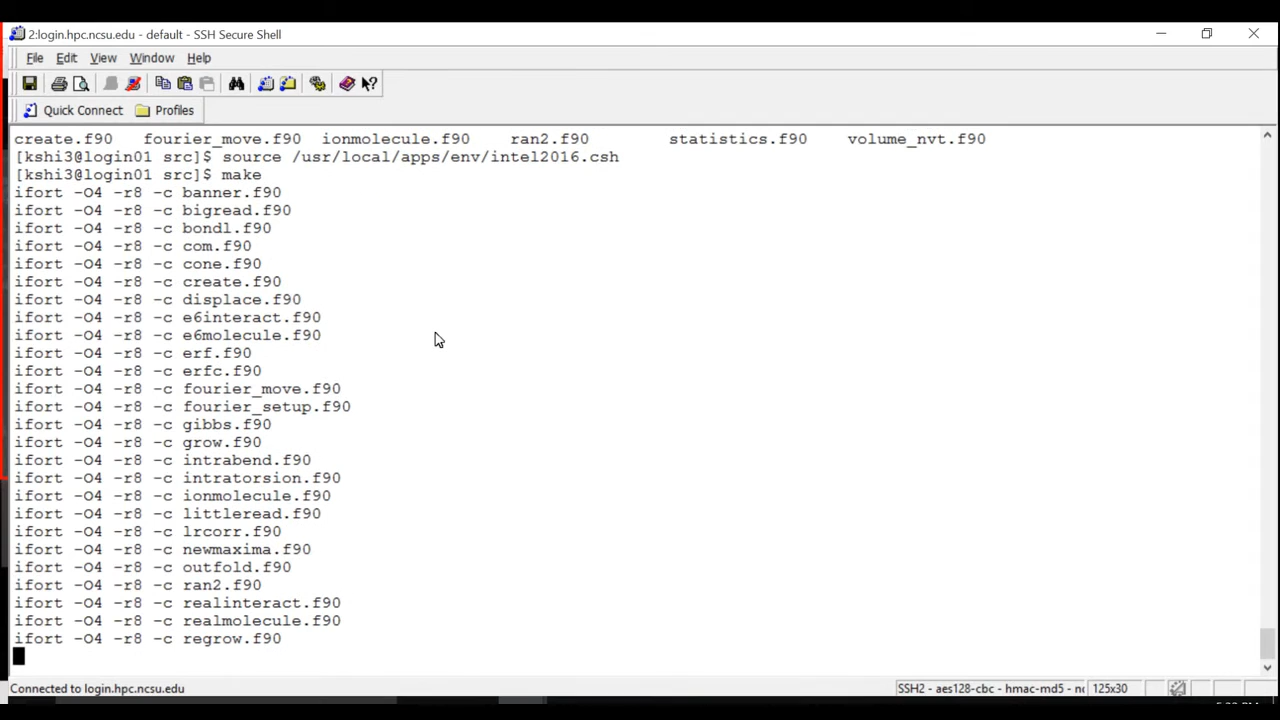 2:login.hpc.ncsu.edu - default - SSH Secure Shell
File Edit View Window Help
Quick Connect Profiles
create.f90 fourier_move.f90 ionmolecule.f90 ran2.f90 statistics.f90 volume_nvt.f90
[kshi3@login01 src]$ source /usr/local/apps/env/intel2016.csh
[kshi3@login01 src]$ make
ifort -O4 -r8 -c banner.f90
ifort -O4 -r8 -c bigread.f90
ifort -O4 -r8 -c bondl.f90
ifort -O4 -r8 -c com.f90
ifort -O4 -r8 -c cone.f90
ifort -O4 -r8 -c create.f90
ifort -O4 -r8 -c displace.f90
ifort -O4 -r8 -c e6interact.f90
ifort -O4 -r8 -c e6molecule.f90
ifort -O4 -r8 -c erf.f90
ifort -O4 -r8 -c erfc.f90
ifort -O4 -r8 -c fourier_move.f90
ifort -O4 -r8 -c fourier_setup.f90
ifort -O4 -r8 -c gibbs.f90
ifort -O4 -r8 -c grow.f90
ifort -O4 -r8 -c intrabend.f90
ifort -O4 -r8 -c intratorsion.f90
ifort -O4 -r8 -c ionmolecule.f90
ifort -O4 -r8 -c littleread.f90
ifort -O4 -r8 -c lrcorr.f90
ifort -O4 -r8 -c newmaxima.f90
ifort -O4 -r8 -c outfold.f90
ifort -O4 -r8 -c ran2.f90
ifort -O4 -r8 -c realinteract.f90
ifort -O4 -r8 -c realmolecule.f90
ifort -O4 -r8 -c regrow.f90
Connected to login.hpc.ncsu.edu SSH2 - aes128-cbc - hmac-md5 - 125x30